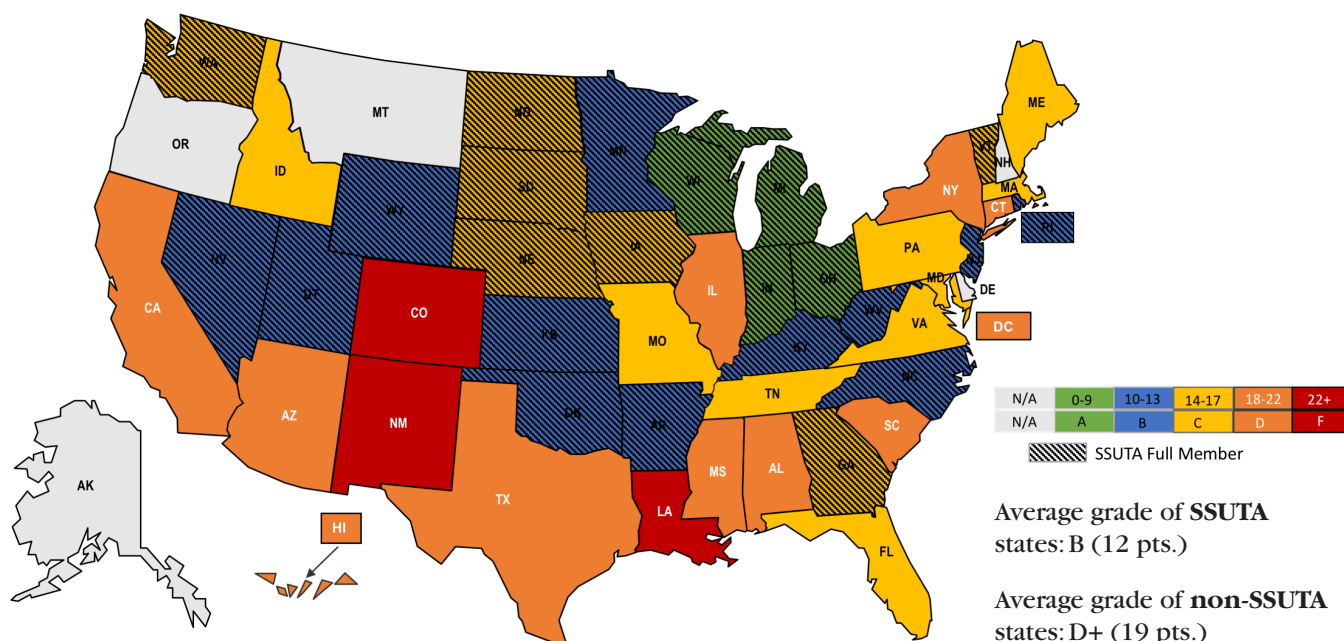 WA
MT
ND
MN
ME
OR
ID
SD
WI
MI
VT
NH
NY
MA
CT
RI
WY
IA
NE
PA
NJ
NV
UT
CO
KS
MO
IL
IN
OH
WV
MD
DE
VA
DC
CA
KY
NC
TN
AZ
NM
OK
AR
SC
MS
AL
GA
TX
LA
FL
AK
HI
N/A 0-9 10-13 14-17 18-22 22+
N/A A B C D F
SSUTA Full Member
Average grade of SSUTA
states: B (12 pts.)
Average grade of non-SSUTA
states: D+ (19 pts.)